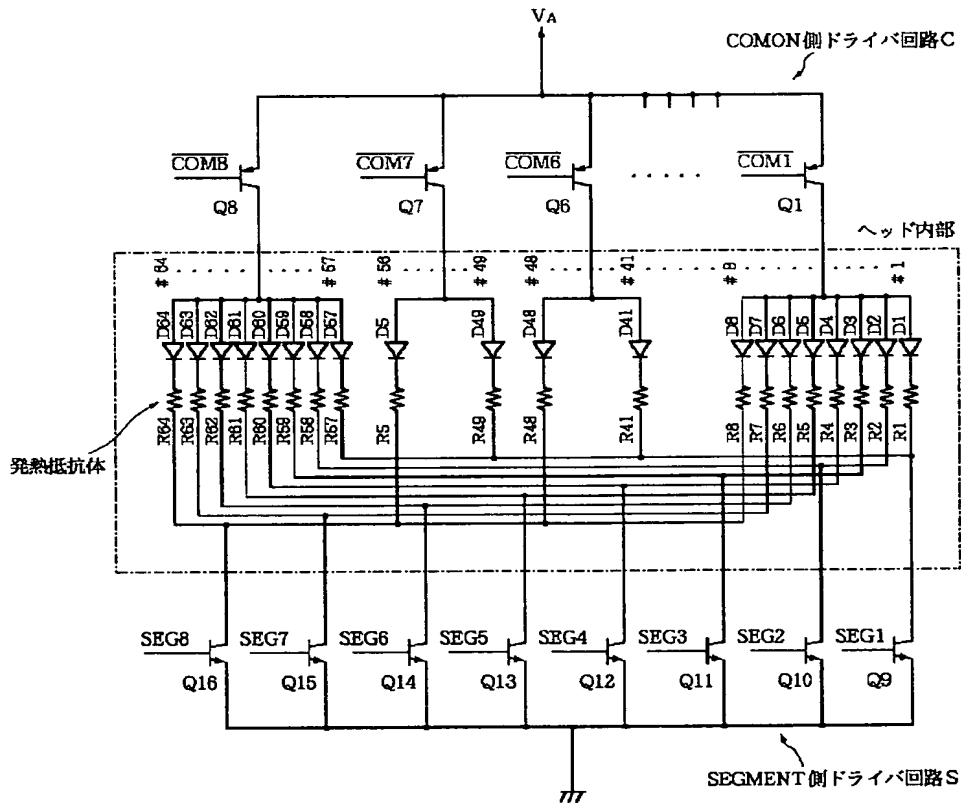 VA
COMON側ドライバ回路C
COM8
COM7
COM6
COM1
Q8
Q7
Q6
Q1
ヘッド内部
#64
#57
#56
#49
#48
#41
#8
#1
D64
D63
D62
D61
D60
D59
D58
D57
D5
D49
D48
D41
D8
D7
D6
D5
D4
D3
D2
D1
R64
R63
R62
R61
R60
R59
R58
R57
R5
R49
R48
R41
R8
R7
R6
R5
R4
R3
R2
R1
発熱抵抗体
SEG8
SEG7
SEG6
SEG5
SEG4
SEG3
SEG2
SEG1
Q16
Q15
Q14
Q13
Q12
Q11
Q10
Q9
SEGMENT側ドライバ回路S